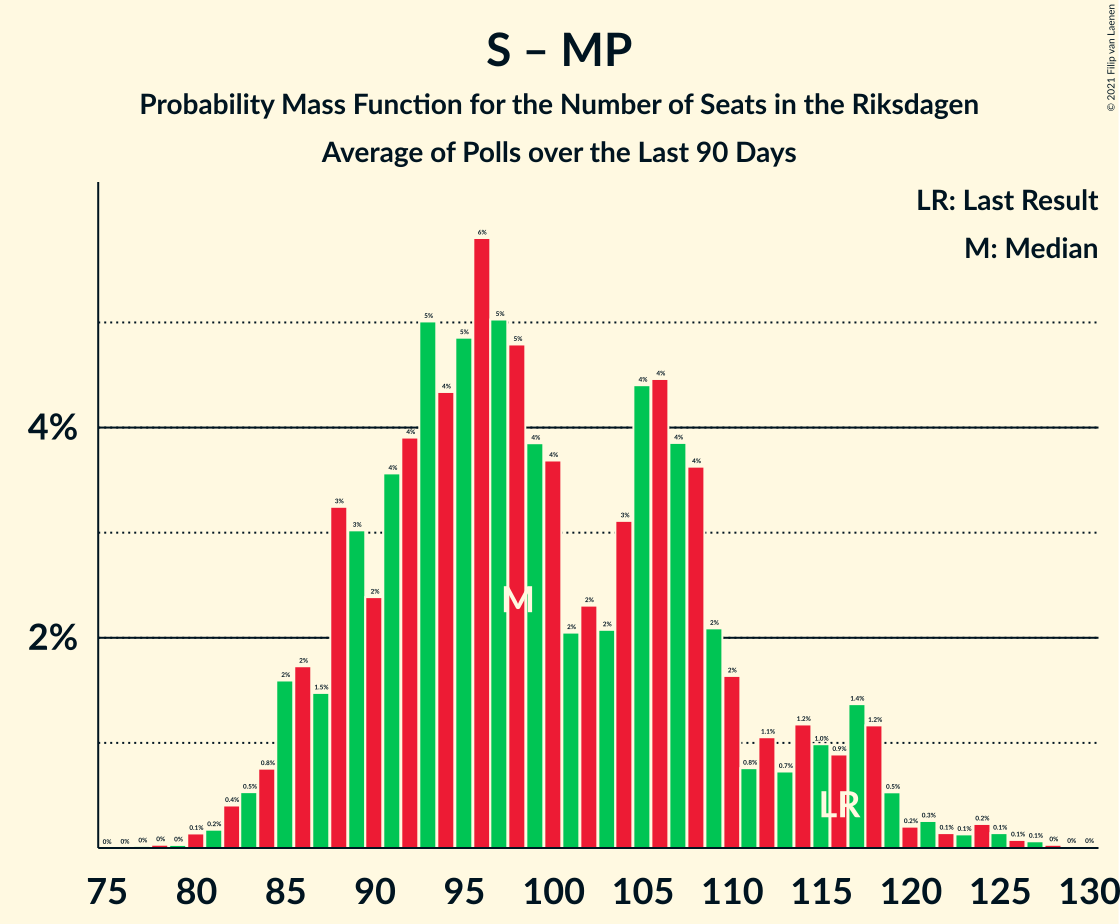 S – MP
Probability Mass Function for the Number of Seats in the Riksdagen
Average of Polls over the Last 90 Days
© 2021 Filip van Laenen
LR: Last Result
M: Median
4%
2%
0% 0% 0% 0% 0% 0.1% 0.2% 0.4% 0.5% 0.8% 2% 2% 1.5% 3% 3% 2% 4% 4% 5% 4% 5% 6% 5% 5% 4% 4% 2% 2% 2% 3% 4% 4% 4% 4% 2% 2% 0.8% 1.1% 0.7% 1.2% 1.0% 0.9% 1.4% 1.2% 0.5% 0.2% 0.3% 0.1% 0.1% 0.2% 0.1% 0.1% 0.1% 0% 0% 0%
M
LR
75 80 85 90 95 100 105 110 115 120 125 130